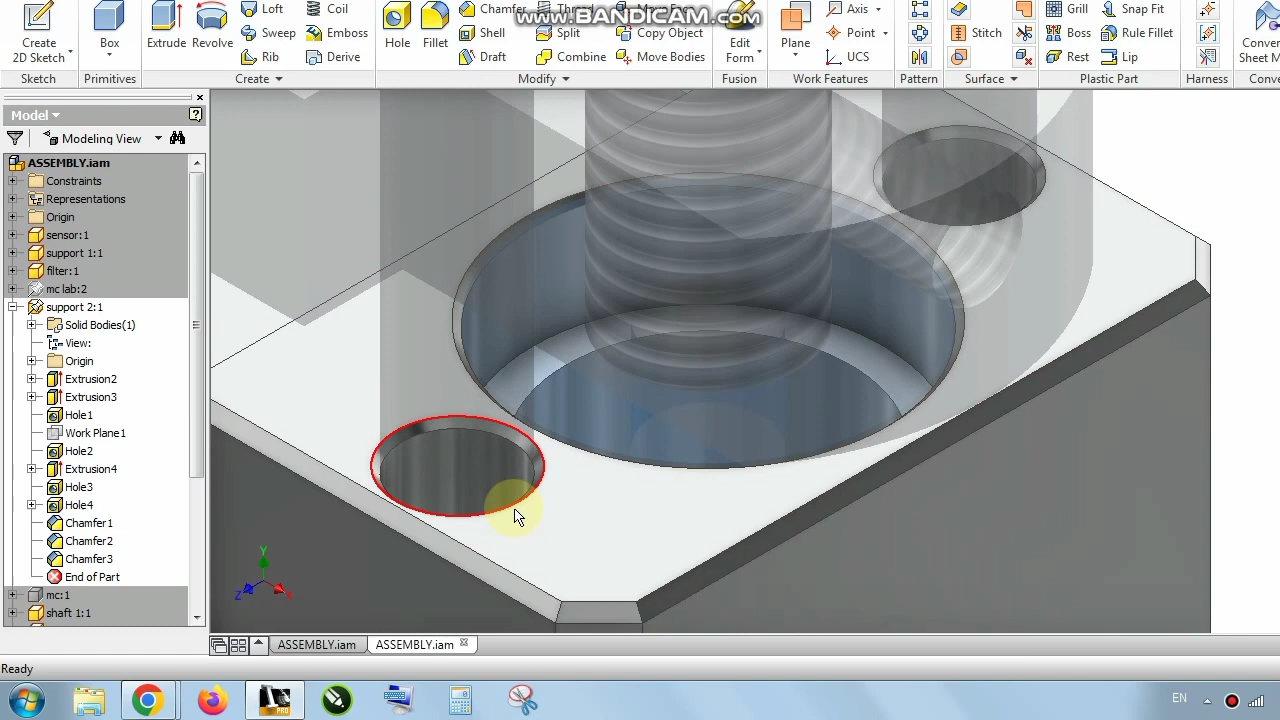 www.BANDICAM.com
Loft
Coil
Chamfer
Thread
Move Face
Axis
Grill
Snap Fit
Create
2D Sketch
Box
Extrude
Revolve
Sweep
Emboss
Hole
Fillet
Shell
Split
Copy Object
Edit
Form
Plane
Point
Stitch
Boss
Rule Fillet
Rib
Derive
Draft
Combine
Move Bodies
UCS
Rest
Lip
Sketch
Primitives
Create
Modify
Fusion
Work Features
Pattern
Surface
Plastic Part
Harness
Model
?
Modeling View
ASSEMBLY.iam
Constraints
Representations
Origin
sensor:1
support 1:1
filter:1
mc lab:2
support 2:1
Solid Bodies(1)
View:
Origin
Extrusion2
Extrusion3
Hole1
Work Plane1
Hole2
Extrusion4
Hole3
Hole4
Chamfer1
Chamfer2
Chamfer3
End of Part
mc:1
shaft 1:1
Y
Z
X
ASSEMBLY.iam
ASSEMBLY.iam
Ready
PRO
EN